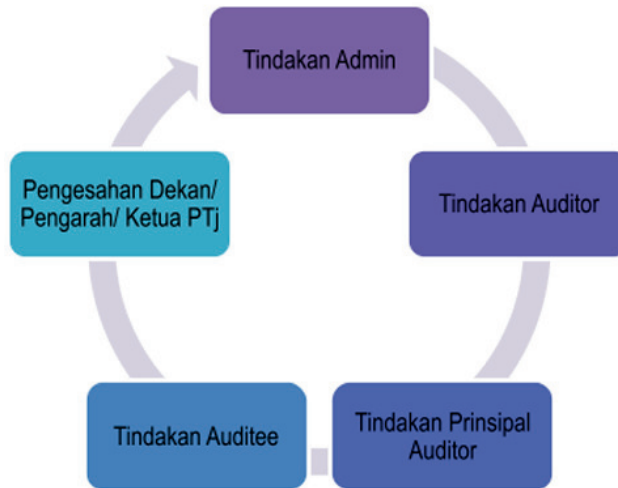 Tindakan Admin
Tindakan Auditor
Tindakan Prinsipal
Auditor
Tindakan Auditee
Pengesahan Dekan/
Pengarah/ Ketua PTj